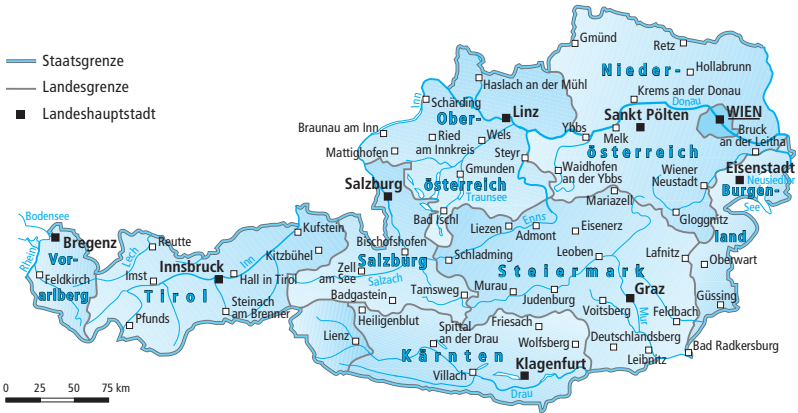 Staatsgrenze
Landesgrenze
Landeshauptstadt
Gmünd
Retz
Hollabrunn
Nieder-
Haslach an der Mühl
Krems an der Donau
Donau
Inn
Schärding
Linz
Sankt Pölten
WIEN
Ober-
Braunau am Inn
Ried
am Innkreis
Wels
Ybbs
Melk
Bruck
an der Leitha
Mattighofen
Steyr
österreich
Eisenstadt
Gmunden
Waidhofen
an der Ybbs
Wiener
Neustadt
Neusiedler
See
Salzburg
österreich
Traunsee
Mariazell
Burgen-
land
Bad Ischl
Enns
Gloggnitz
Bodensee
Bregenz
Reutte
Kufstein
Bischofshofen
Liezen
Admont
Eisenerz
Rhein
Vor-
arlberg
Lech
Inn
Kitzbühel
Salzburg
Schladming
Leoben
Lafnitz
Oberwart
Feldkirch
Imst
Innsbruck
Hall in Tirol
Zell
am See
Salzach
Steiermark
Tirol
Badgastein
Tamsweg
Murau
Judenburg
Graz
Güssing
Pfunds
Steinach
am Brenner
Heiligenblut
Voitsberg
Mur
Feldbach
Lienz
Spittal
an der Drau
Friesach
Wolfsberg
Deutschlandsberg
Leibnitz
Bad Radkersburg
Kärnten
Villach
Klagenfurt
Drau
0 25 50 75 km